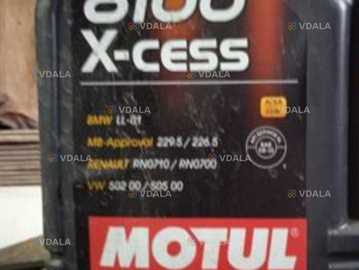 8100
X-CESS
BMW LL-01
MB-Approval 229.5 / 226.5
RENAULT RN0710 / RN0700
VW 502 00 / 505 00
MOTUL®
VDALA